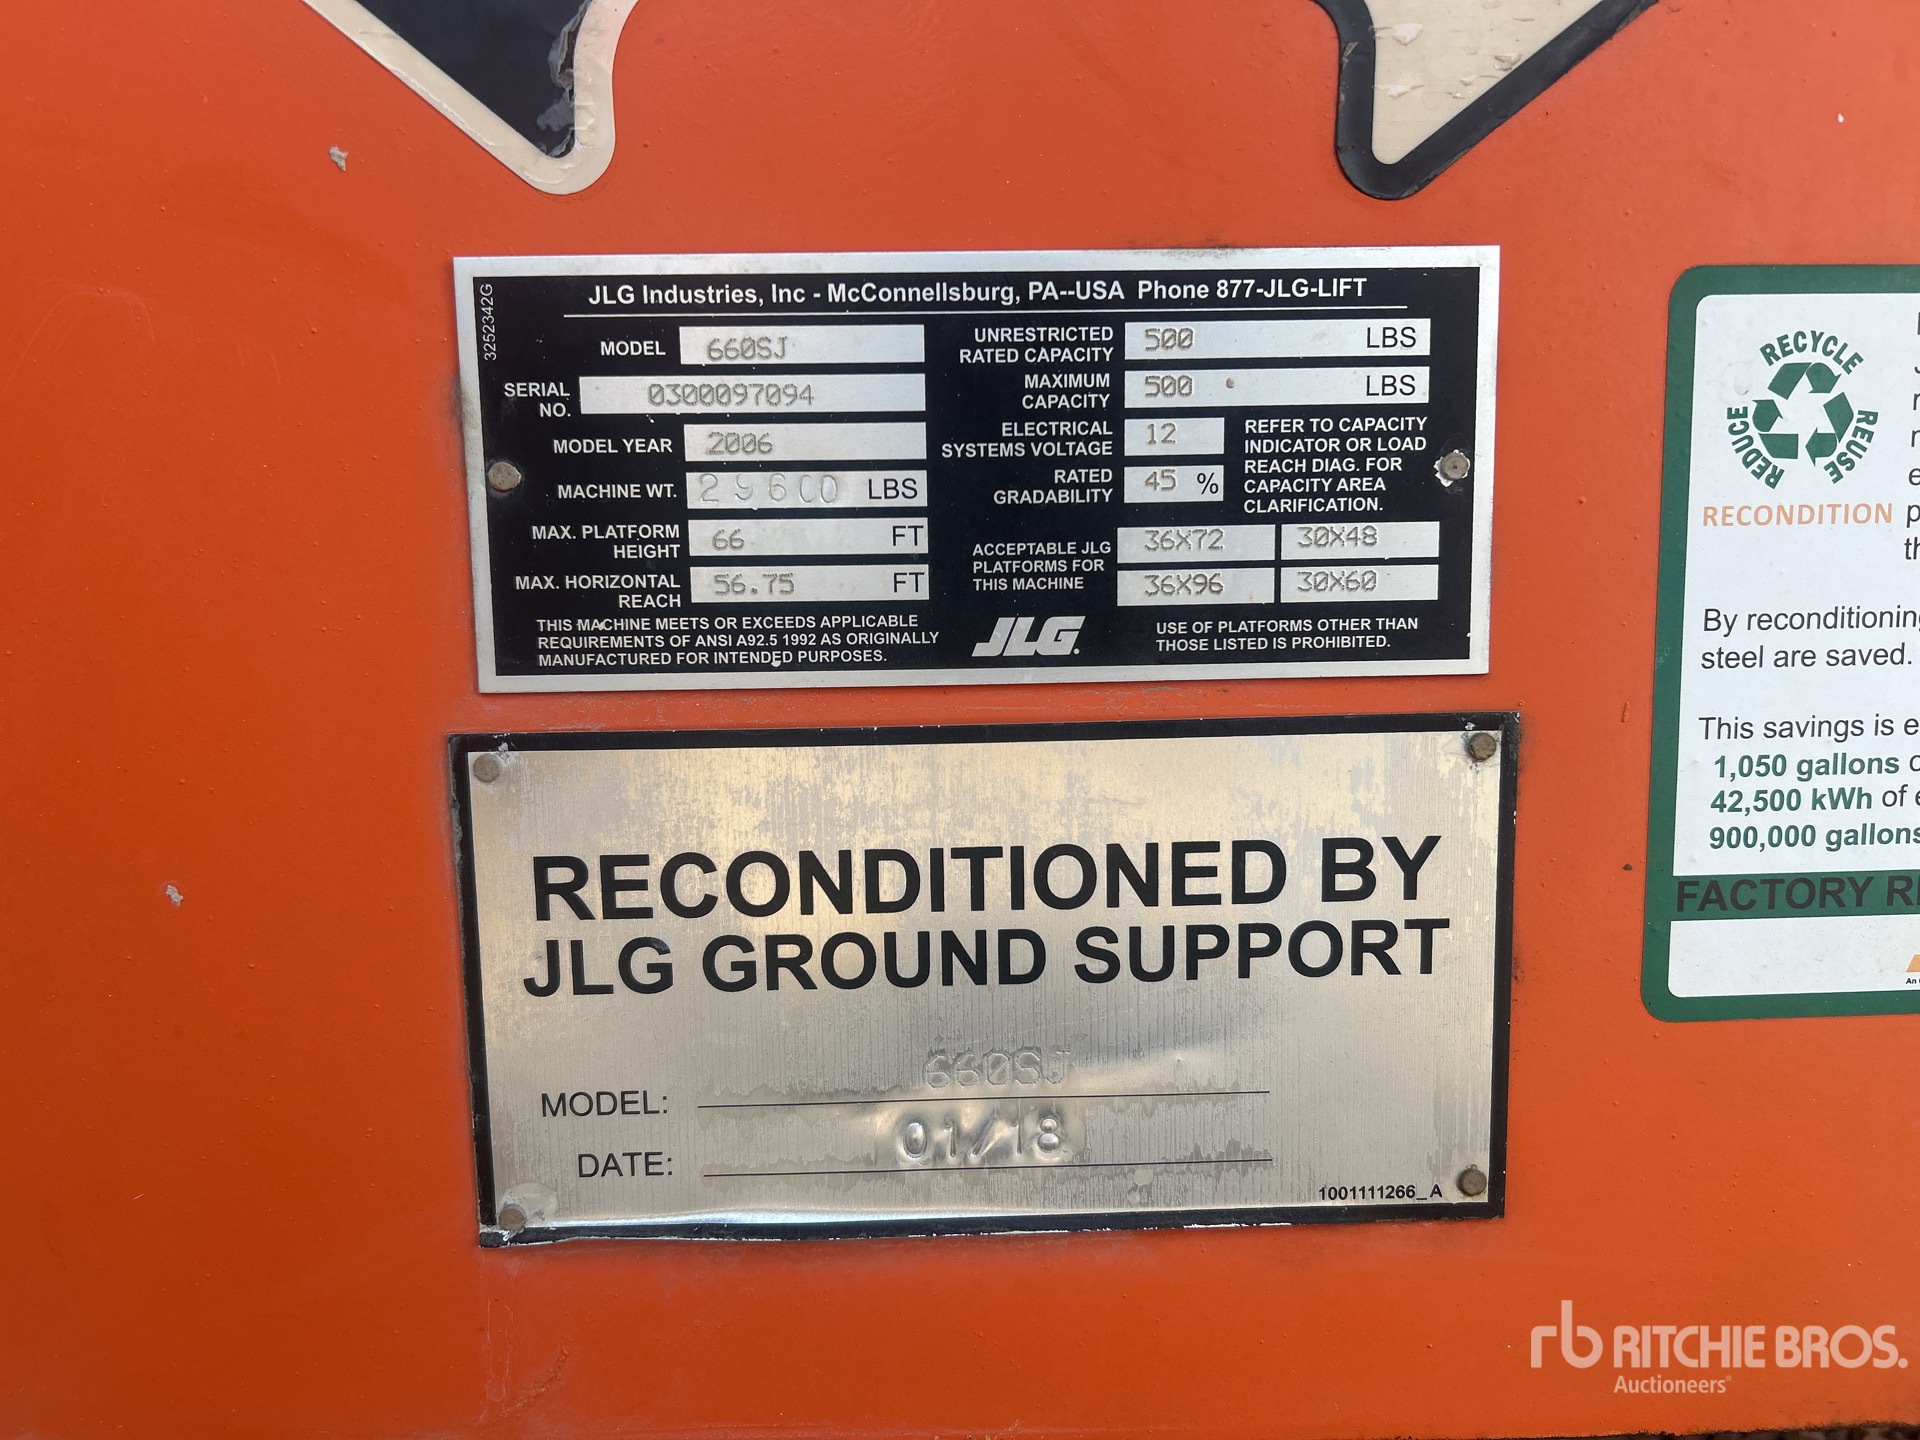 3252342G
JLG Industries, Inc - McConnellsburg, PA--USA Phone 877-JLG-LIFT
MODEL 660SJ
SERIAL NO. 0300097094
MODEL YEAR 2006
MACHINE WT. 29600 LBS
MAX. PLATFORM HEIGHT 66 FT
MAX. HORIZONTAL REACH 56.75 FT
THIS MACHINE MEETS OR EXCEEDS APPLICABLE
REQUIREMENTS OF ANSI A92.5 1992 AS ORIGINALLY
MANUFACTURED FOR INTENDED PURPOSES.
UNRESTRICTED RATED CAPACITY 500 LBS
MAXIMUM CAPACITY 500 LBS
ELECTRICAL SYSTEMS VOLTAGE 12
RATED GRADABILITY 45 %
REFER TO CAPACITY
INDICATOR OR LOAD
REACH DIAG. FOR
CAPACITY AREA
CLARIFICATION.
ACCEPTABLE JLG
PLATFORMS FOR
THIS MACHINE
36X72 30X48
36X96 30X60
JLG.
USE OF PLATFORMS OTHER THAN
THOSE LISTED IS PROHIBITED.
RECONDITIONED BY
JLG GROUND SUPPORT
660SJ
MODEL:
01/18
DATE:
1001111266_A
RECYCLE
REUSE
REDUCE
RECONDITION
By reconditioning
steel are saved.
This savings is
1,050 gallons
42,500 kWh of
900,000 gallons
FACTORY
rb RITCHIE BROS.
Auctioneers